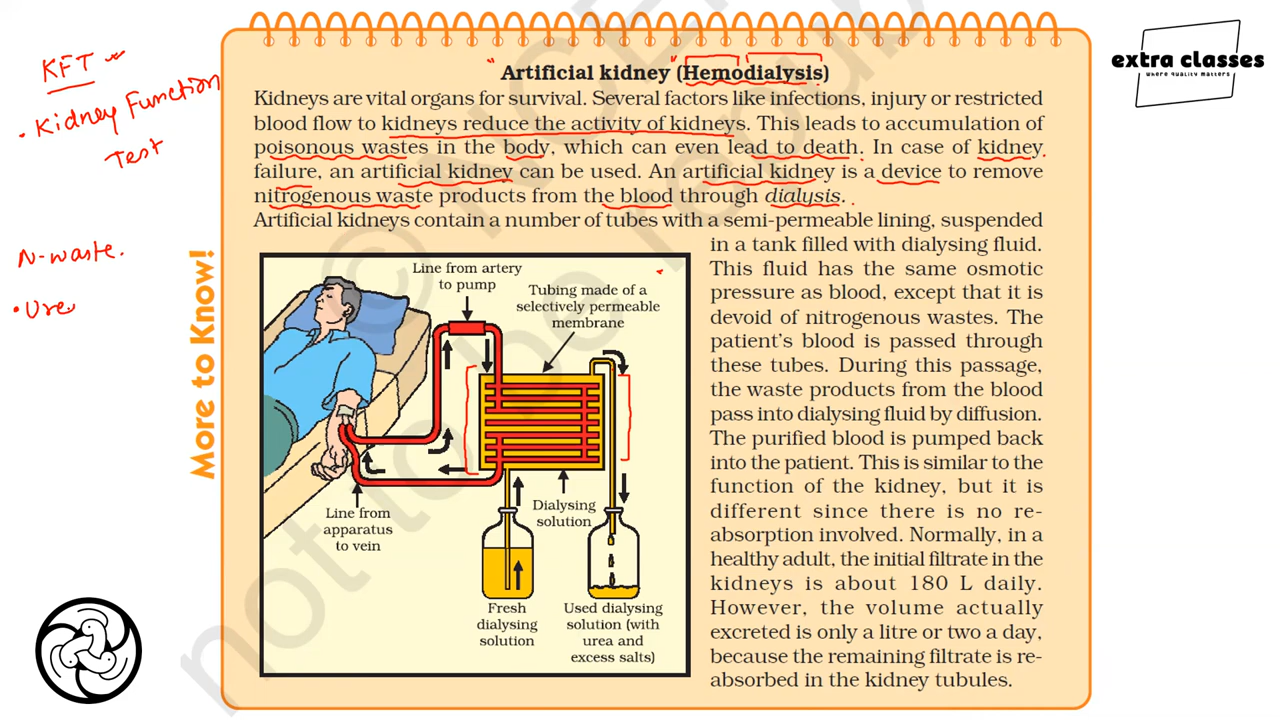 KFT
• Kidney Function
Test
N-waste.
• Ure
extra classes
where quality matters
More to Know!
"Artificial kidney" (Hemodialysis)
Kidneys are vital organs for survival. Several factors like infections, injury or restricted
blood flow to kidneys reduce the activity of kidneys. This leads to accumulation of
poisonous wastes in the body, which can even lead to death. In case of kidney
failure, an artificial kidney can be used. An artificial kidney is a device to remove
nitrogenous waste products from the blood through dialysis.
Artificial kidneys contain a number of tubes with a semi-permeable lining, suspended
in a tank filled with dialysing fluid.
This fluid has the same osmotic
pressure as blood, except that it is
devoid of nitrogenous wastes. The
patient's blood is passed through
these tubes. During this passage,
the waste products from the blood
pass into dialysing fluid by diffusion.
The purified blood is pumped back
into the patient. This is similar to the
function of the kidney, but it is
different since there is no re-
absorption involved. Normally, in a
healthy adult, the initial filtrate in the
kidneys is about 180 L daily.
However, the volume actually
excreted is only a litre or two a day,
because the remaining filtrate is re-
absorbed in the kidney tubules.
Line from artery
to pump
Tubing made of a
selectively permeable
membrane
Line from
apparatus
to vein
Dialysing
solution
Fresh
dialysing
solution
Used dialysing
solution (with
urea and
excess salts)
© NCE
not to be republ